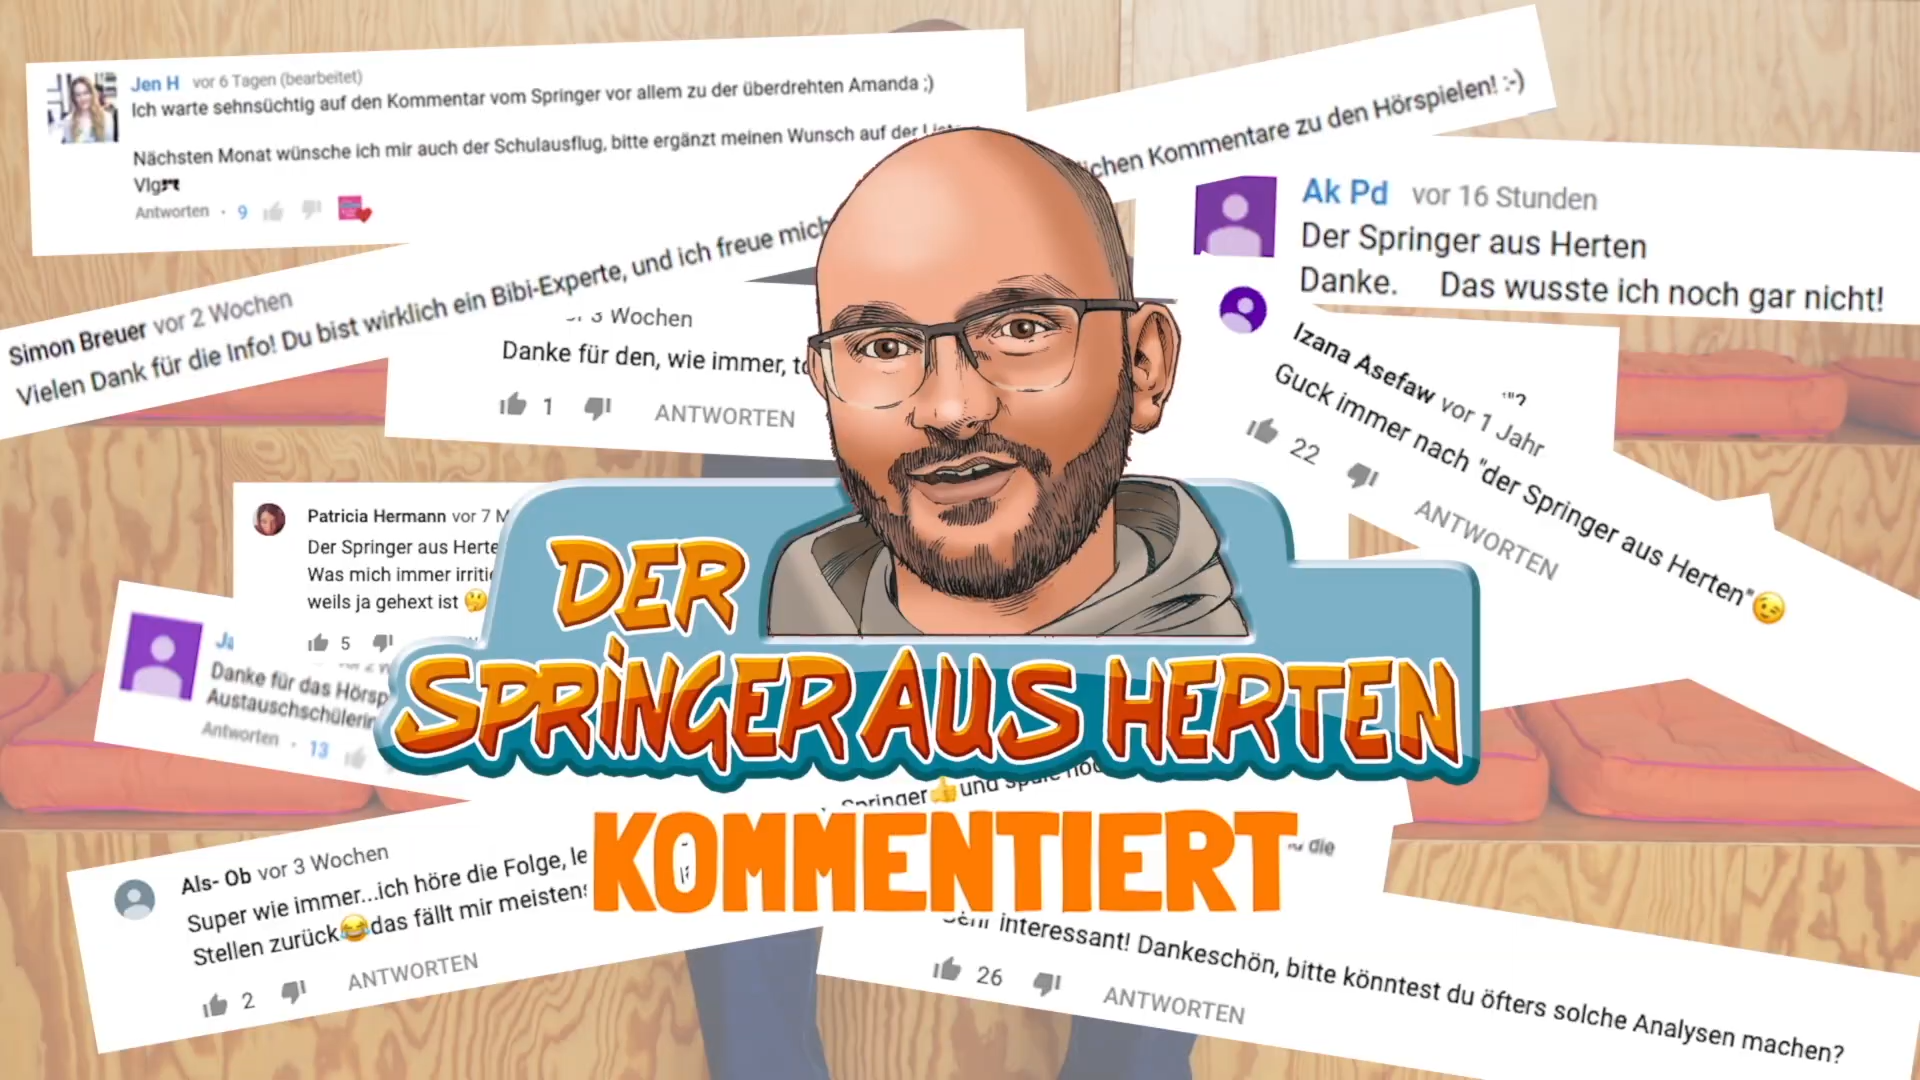 Jen H vor 6 Tagen (bearbeitet)
Ich warte sehnsüchtig auf den Kommentar vom Springer vor allem zu der überdrehten Amanda ;)
Nächsten Monat wünsche ich mir auch der Schulausflug, bitte ergänzt meinen Wunsch auf der
Vlg
Antworten · 9
Kommentare zu den Hörspielen! :-)
Ak Pd vor 16 Stunden
Der Springer aus Herten
Danke. Das wusste ich noch gar nicht!
Simon Breuer vor 2 Wochen
Vielen Dank für die Info! Du bist wirklich ein Bibi-Experte, und ich freue mich
3 Wochen
Danke für den, wie immer,
1 ANTWORTEN
Izana Asefaw vor 1 Jahr
Guck immer nach "der Springer aus Herten"😉
22 ANTWORTEN
Patricia Hermann vor 7
Der Springer aus
Was mich immer
weils ja gehext ist 🤔
5
Danke für das
Antworten · 13
DER
SPRINGER AUS HERTEN
KOMMENTIERT
Springer👍und
die
Als- Ob vor 3 Wochen
Super wie immer...ich höre die Folge,
Stellen zurück😂das fällt mir
2 ANTWORTEN
interessant! Dankeschön, bitte könntest du öfters solche Analysen machen?
26 ANTWORTEN